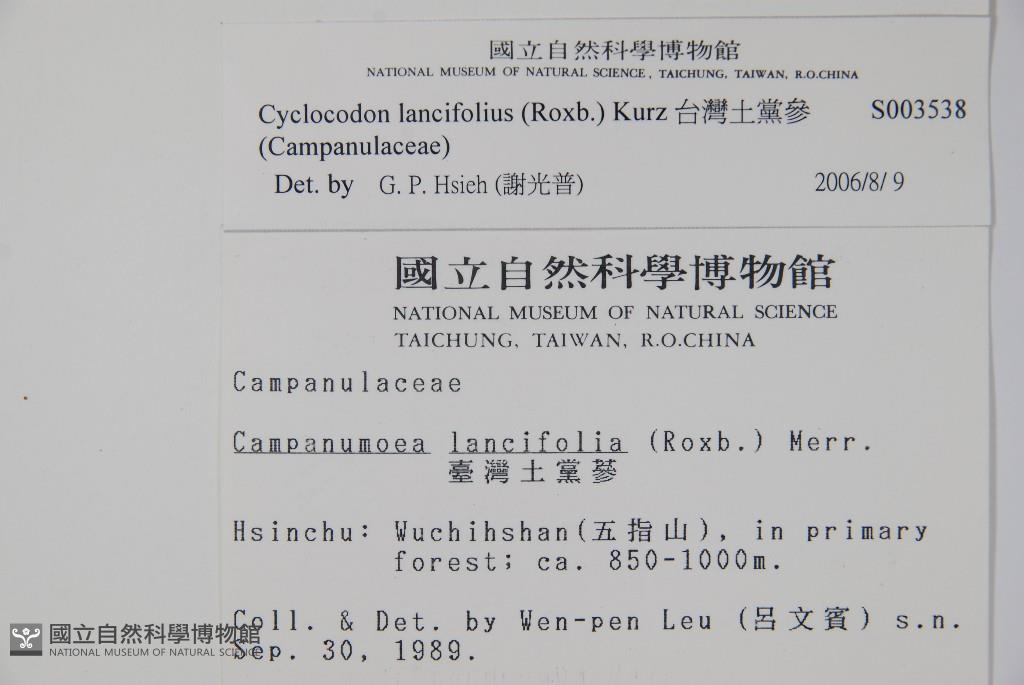 國立自然科學博物館
NATIONAL MUSEUM OF NATURAL SCIENCE, TAICHUNG, TAIWAN, R.O.CHINA
Cyclocodon lancifolius (Roxb.) Kurz 台灣土黨參 S003538
(Campanulaceae)
Det. by G. P. Hsieh (謝光普) 2006/8/ 9
國立自然科學博物館
NATIONAL MUSEUM OF NATURAL SCIENCE
TAICHUNG, TAIWAN, R.O.CHINA
Campanulaceae
Campanumoea lancifolia (Roxb.) Merr.
臺灣土黨蔘
Hsinchu: Wuchihshan(五指山), in primary
forest; ca. 850-1000m.
Coll. & Det. by Wen-pen Leu (呂文賓) s.n.
Sep. 30, 1989.
國立自然科學博物館
NATIONAL MUSEUM OF NATURAL SCIENCE